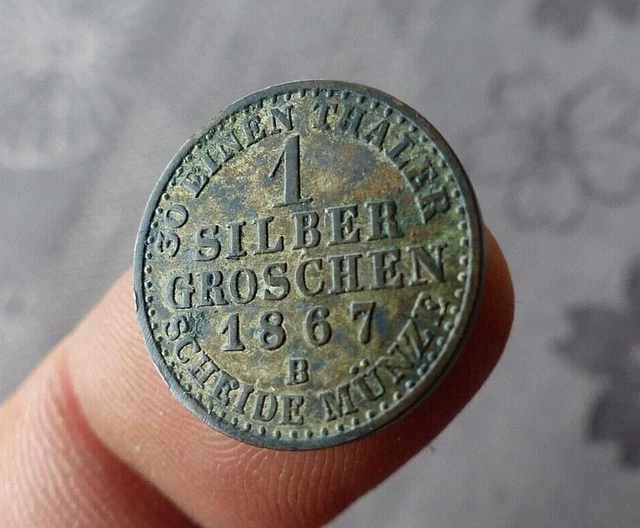 30 EINEN THALER
1
SILBER
GROSCHEN
1867
B
SCHEIDE MÜNZE